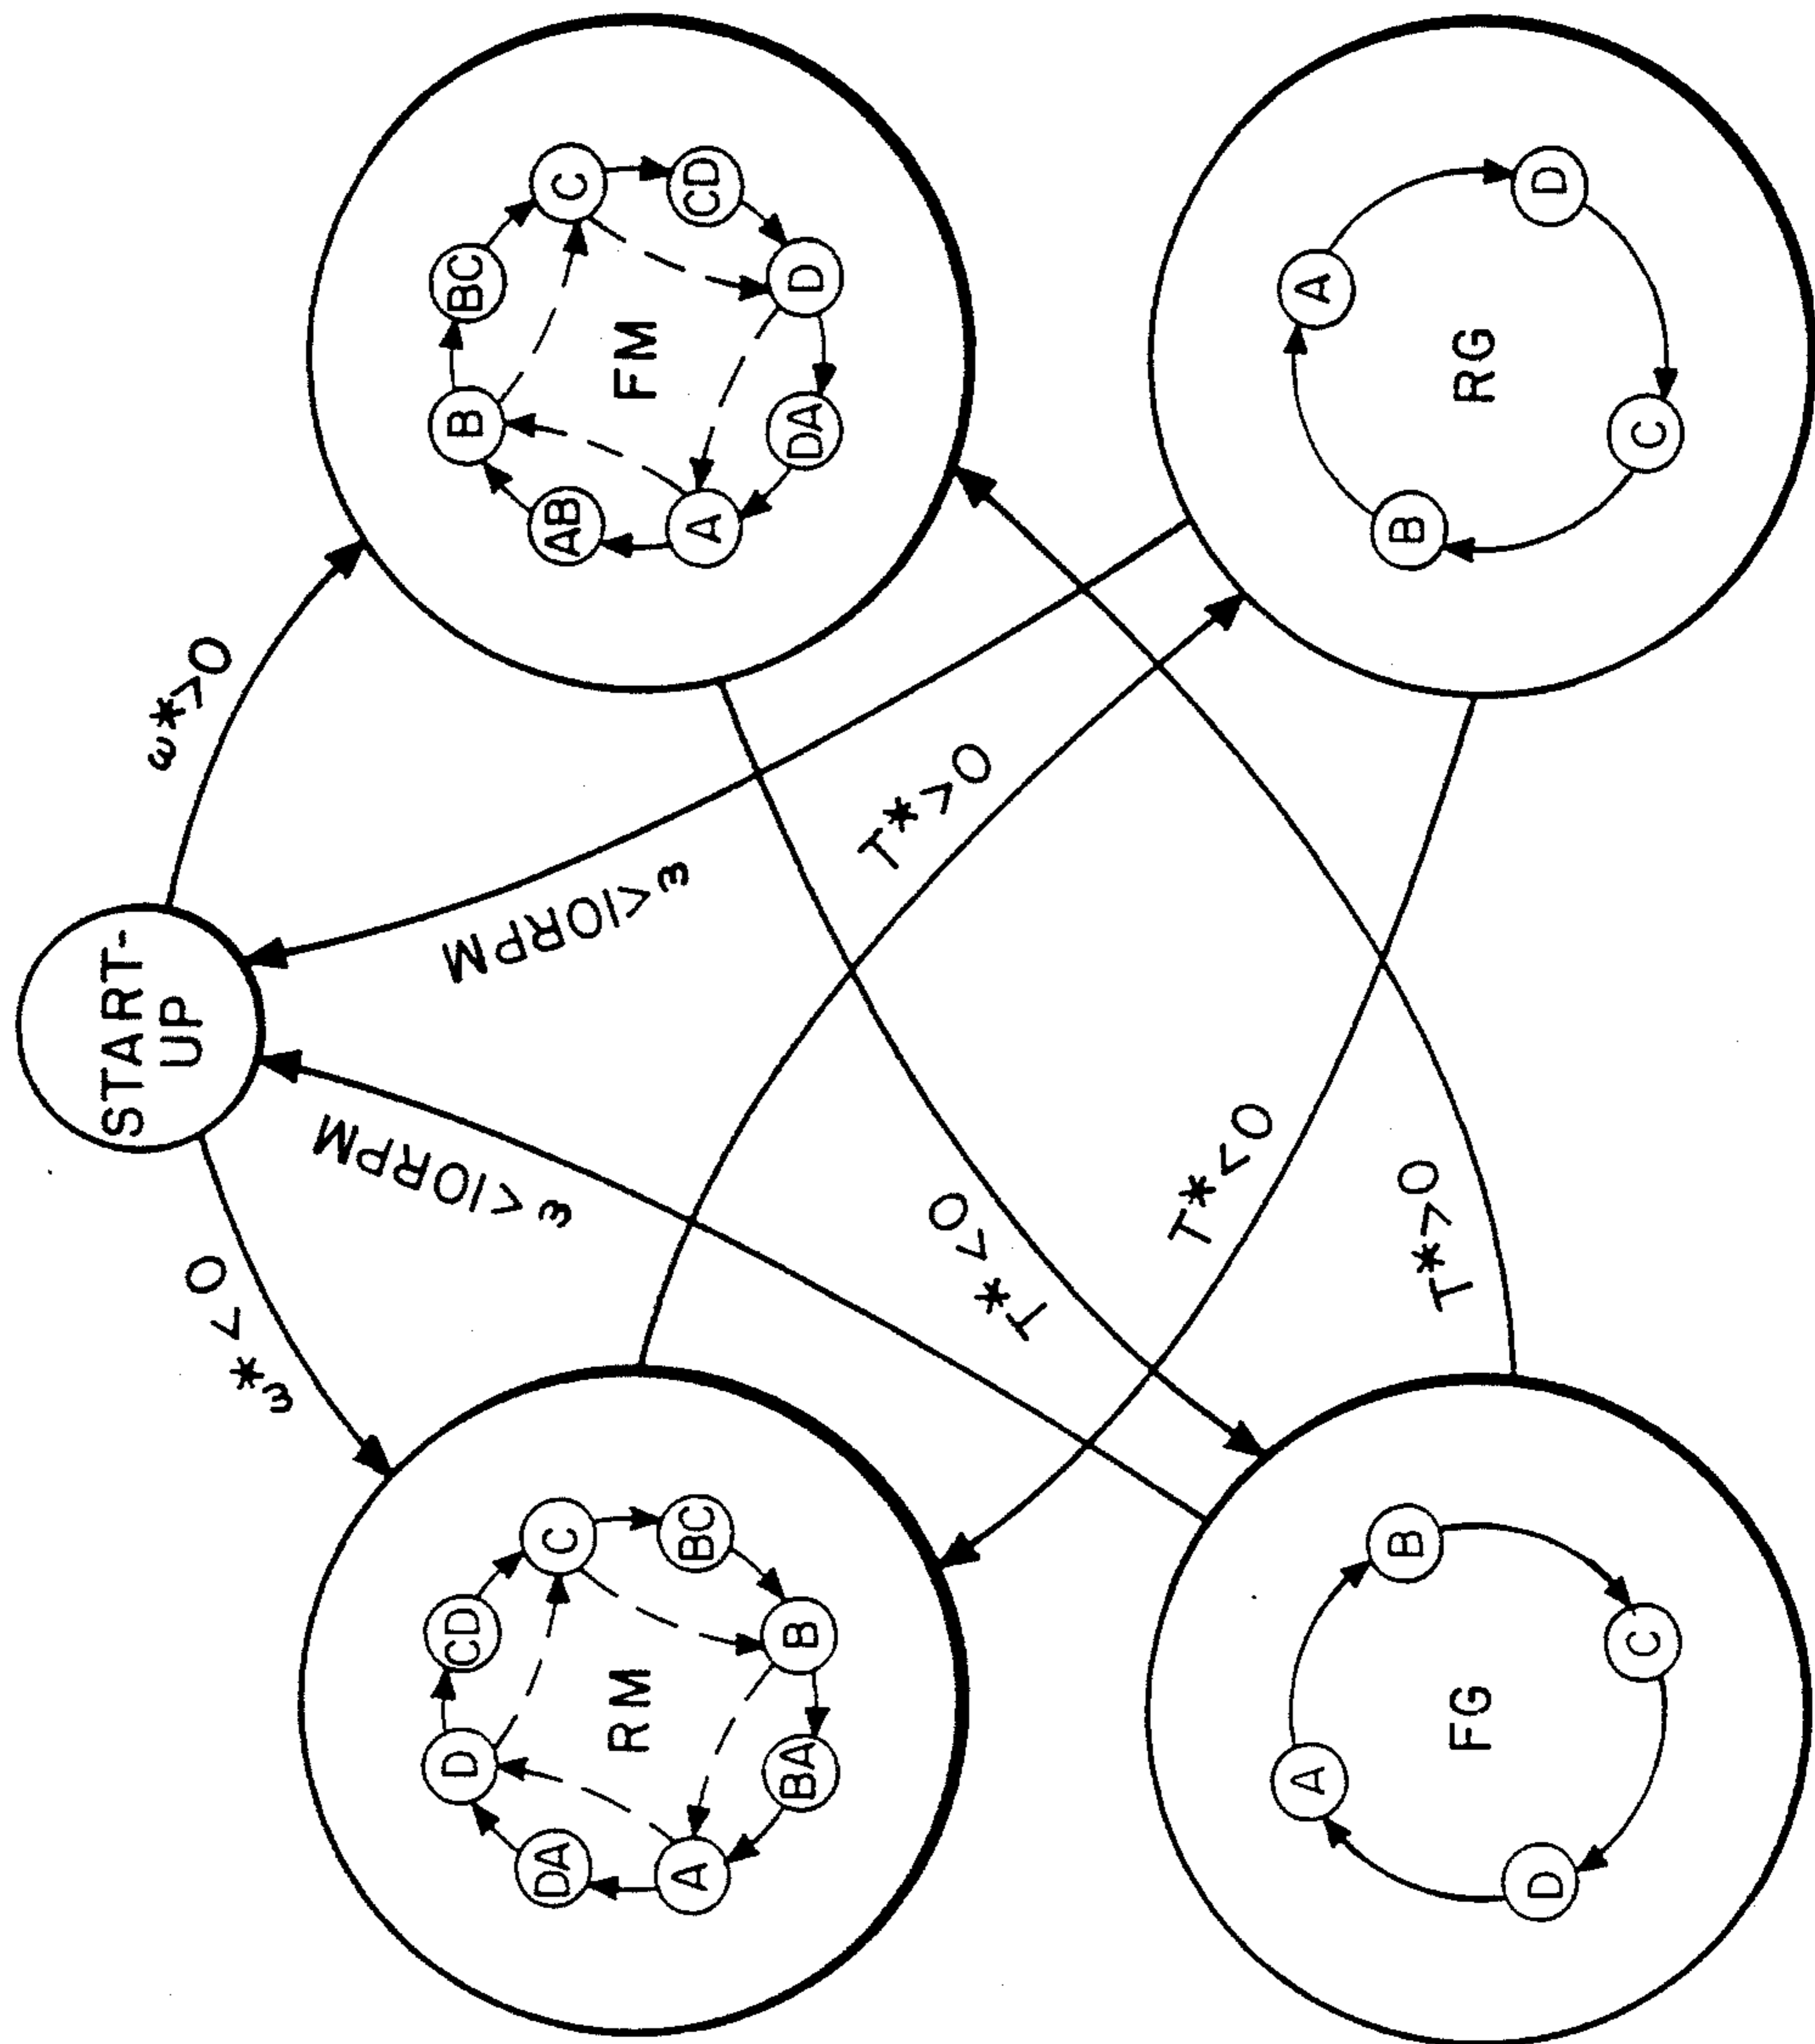 START-
UP
ω*<0
ω*>0
ω<10RPM
ω<10RPM
D
CD
C
BC
B
BA
A
DA
RM
B
BC
C
CD
D
DA
A
AB
FM
T*>0
T*<0
T*<0
T*>0
A
B
C
D
FG
A
D
C
B
RG